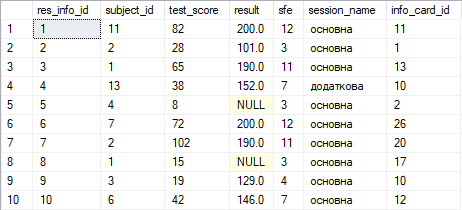 res_info_id subject_id test_score result sfe session_name info_card_id
1 1 11 82 200.0 12 основна 11
2 2 2 28 101.0 3 основна 1
3 3 1 65 190.0 11 основна 13
4 4 13 38 152.0 7 додаткова 10
5 5 4 8 NULL 3 основна 2
6 6 7 72 200.0 12 основна 26
7 7 2 102 190.0 11 основна 20
8 8 1 15 NULL 3 основна 17
9 9 3 19 129.0 4 основна 10
10 10 6 42 146.0 7 основна 12